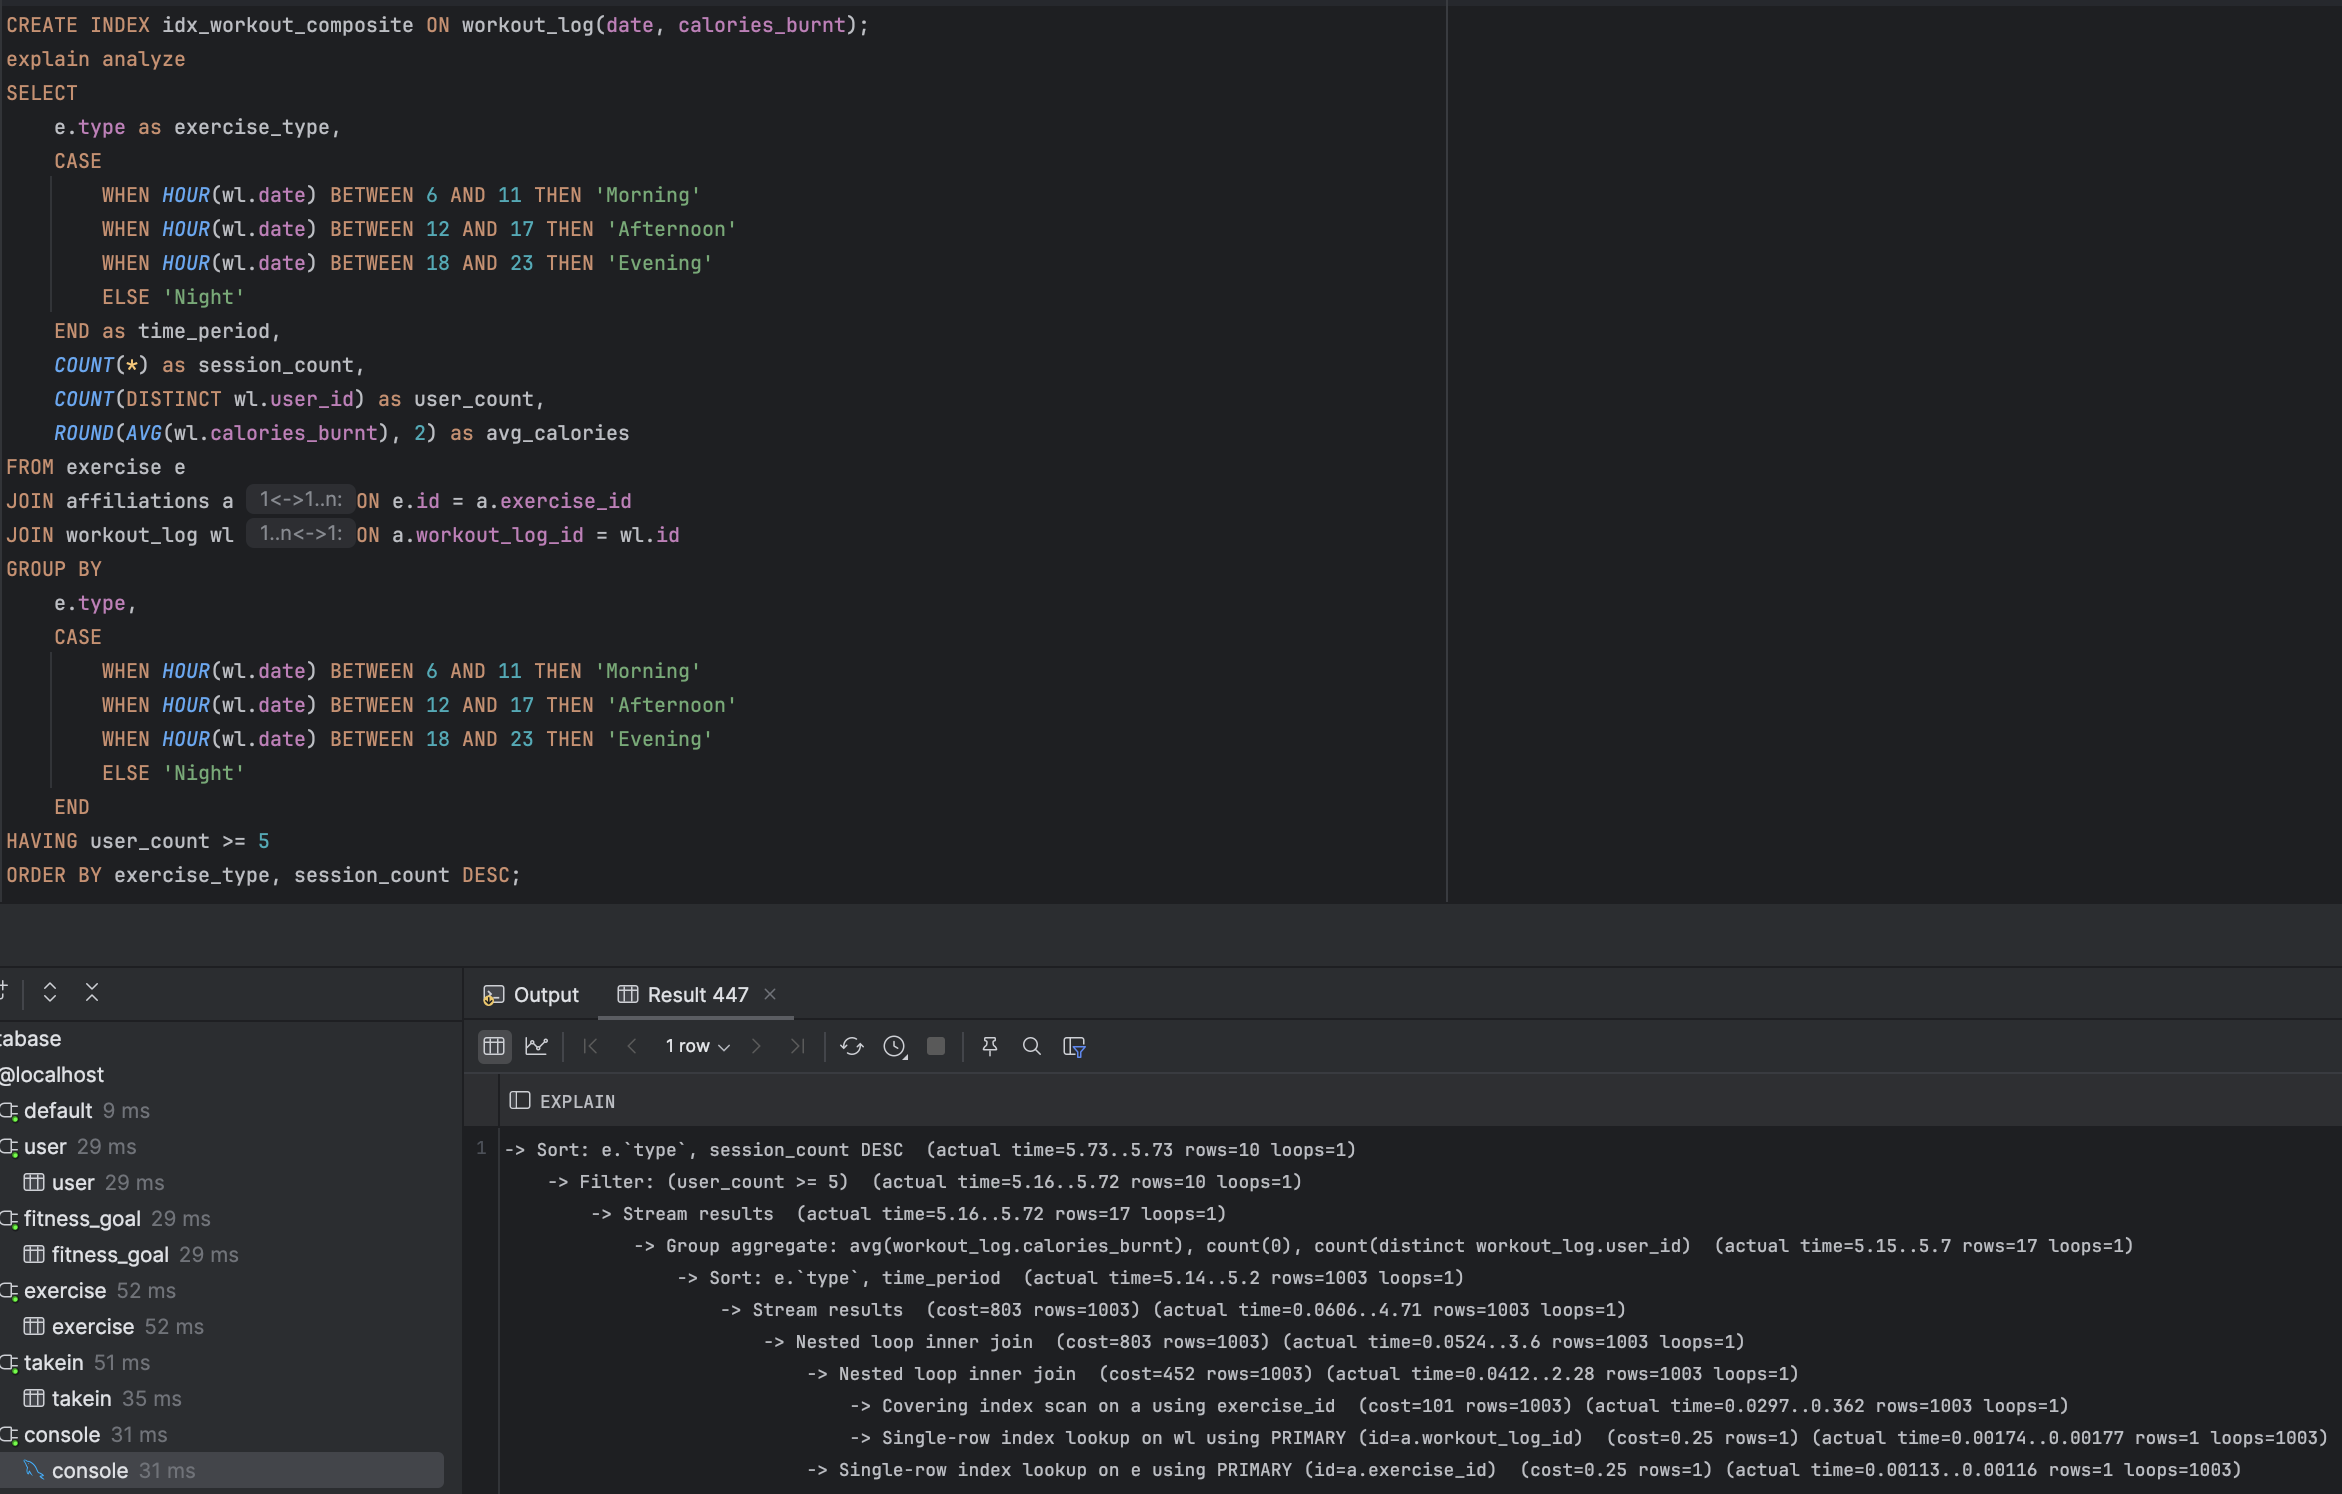 CREATE INDEX idx_workout_composite ON workout_log(date, calories_burnt);
explain analyze
SELECT
    e.type as exercise_type,
    CASE
        WHEN HOUR(wl.date) BETWEEN 6 AND 11 THEN 'Morning'
        WHEN HOUR(wl.date) BETWEEN 12 AND 17 THEN 'Afternoon'
        WHEN HOUR(wl.date) BETWEEN 18 AND 23 THEN 'Evening'
        ELSE 'Night'
    END as time_period,
    COUNT(*) as session_count,
    COUNT(DISTINCT wl.user_id) as user_count,
    ROUND(AVG(wl.calories_burnt), 2) as avg_calories
FROM exercise e
JOIN affiliations a 1<->1..n: ON e.id = a.exercise_id
JOIN workout_log wl 1..n<->1: ON a.workout_log_id = wl.id
GROUP BY
    e.type,
    CASE
        WHEN HOUR(wl.date) BETWEEN 6 AND 11 THEN 'Morning'
        WHEN HOUR(wl.date) BETWEEN 12 AND 17 THEN 'Afternoon'
        WHEN HOUR(wl.date) BETWEEN 18 AND 23 THEN 'Evening'
        ELSE 'Night'
    END
HAVING user_count >= 5
ORDER BY exercise_type, session_count DESC;
abase
@localhost
default 9 ms
user 29 ms
user 29 ms
fitness_goal 29 ms
fitness_goal 29 ms
exercise 52 ms
exercise 52 ms
takein 51 ms
takein 35 ms
console 31 ms
console 31 ms
Output Result 447
1 row
EXPLAIN
1 -> Sort: e.`type`, session_count DESC  (actual time=5.73..5.73 rows=10 loops=1)
    -> Filter: (user_count >= 5)  (actual time=5.16..5.72 rows=10 loops=1)
        -> Stream results  (actual time=5.16..5.72 rows=17 loops=1)
            -> Group aggregate: avg(workout_log.calories_burnt), count(0), count(distinct workout_log.user_id)  (actual time=5.15..5.7 rows=17 loops=1)
                -> Sort: e.`type`, time_period  (actual time=5.14..5.2 rows=1003 loops=1)
                    -> Stream results  (cost=803 rows=1003) (actual time=0.0606..4.71 rows=1003 loops=1)
                        -> Nested loop inner join  (cost=803 rows=1003) (actual time=0.0524..3.6 rows=1003 loops=1)
                            -> Nested loop inner join  (cost=452 rows=1003) (actual time=0.0412..2.28 rows=1003 loops=1)
                                -> Covering index scan on a using exercise_id  (cost=101 rows=1003) (actual time=0.0297..0.362 rows=1003 loops=1)
                                -> Single-row index lookup on wl using PRIMARY (id=a.workout_log_id)  (cost=0.25 rows=1) (actual time=0.00174..0.00177 rows=1 loops=1003)
                            -> Single-row index lookup on e using PRIMARY (id=a.exercise_id)  (cost=0.25 rows=1) (actual time=0.00113..0.00116 rows=1 loops=1003)